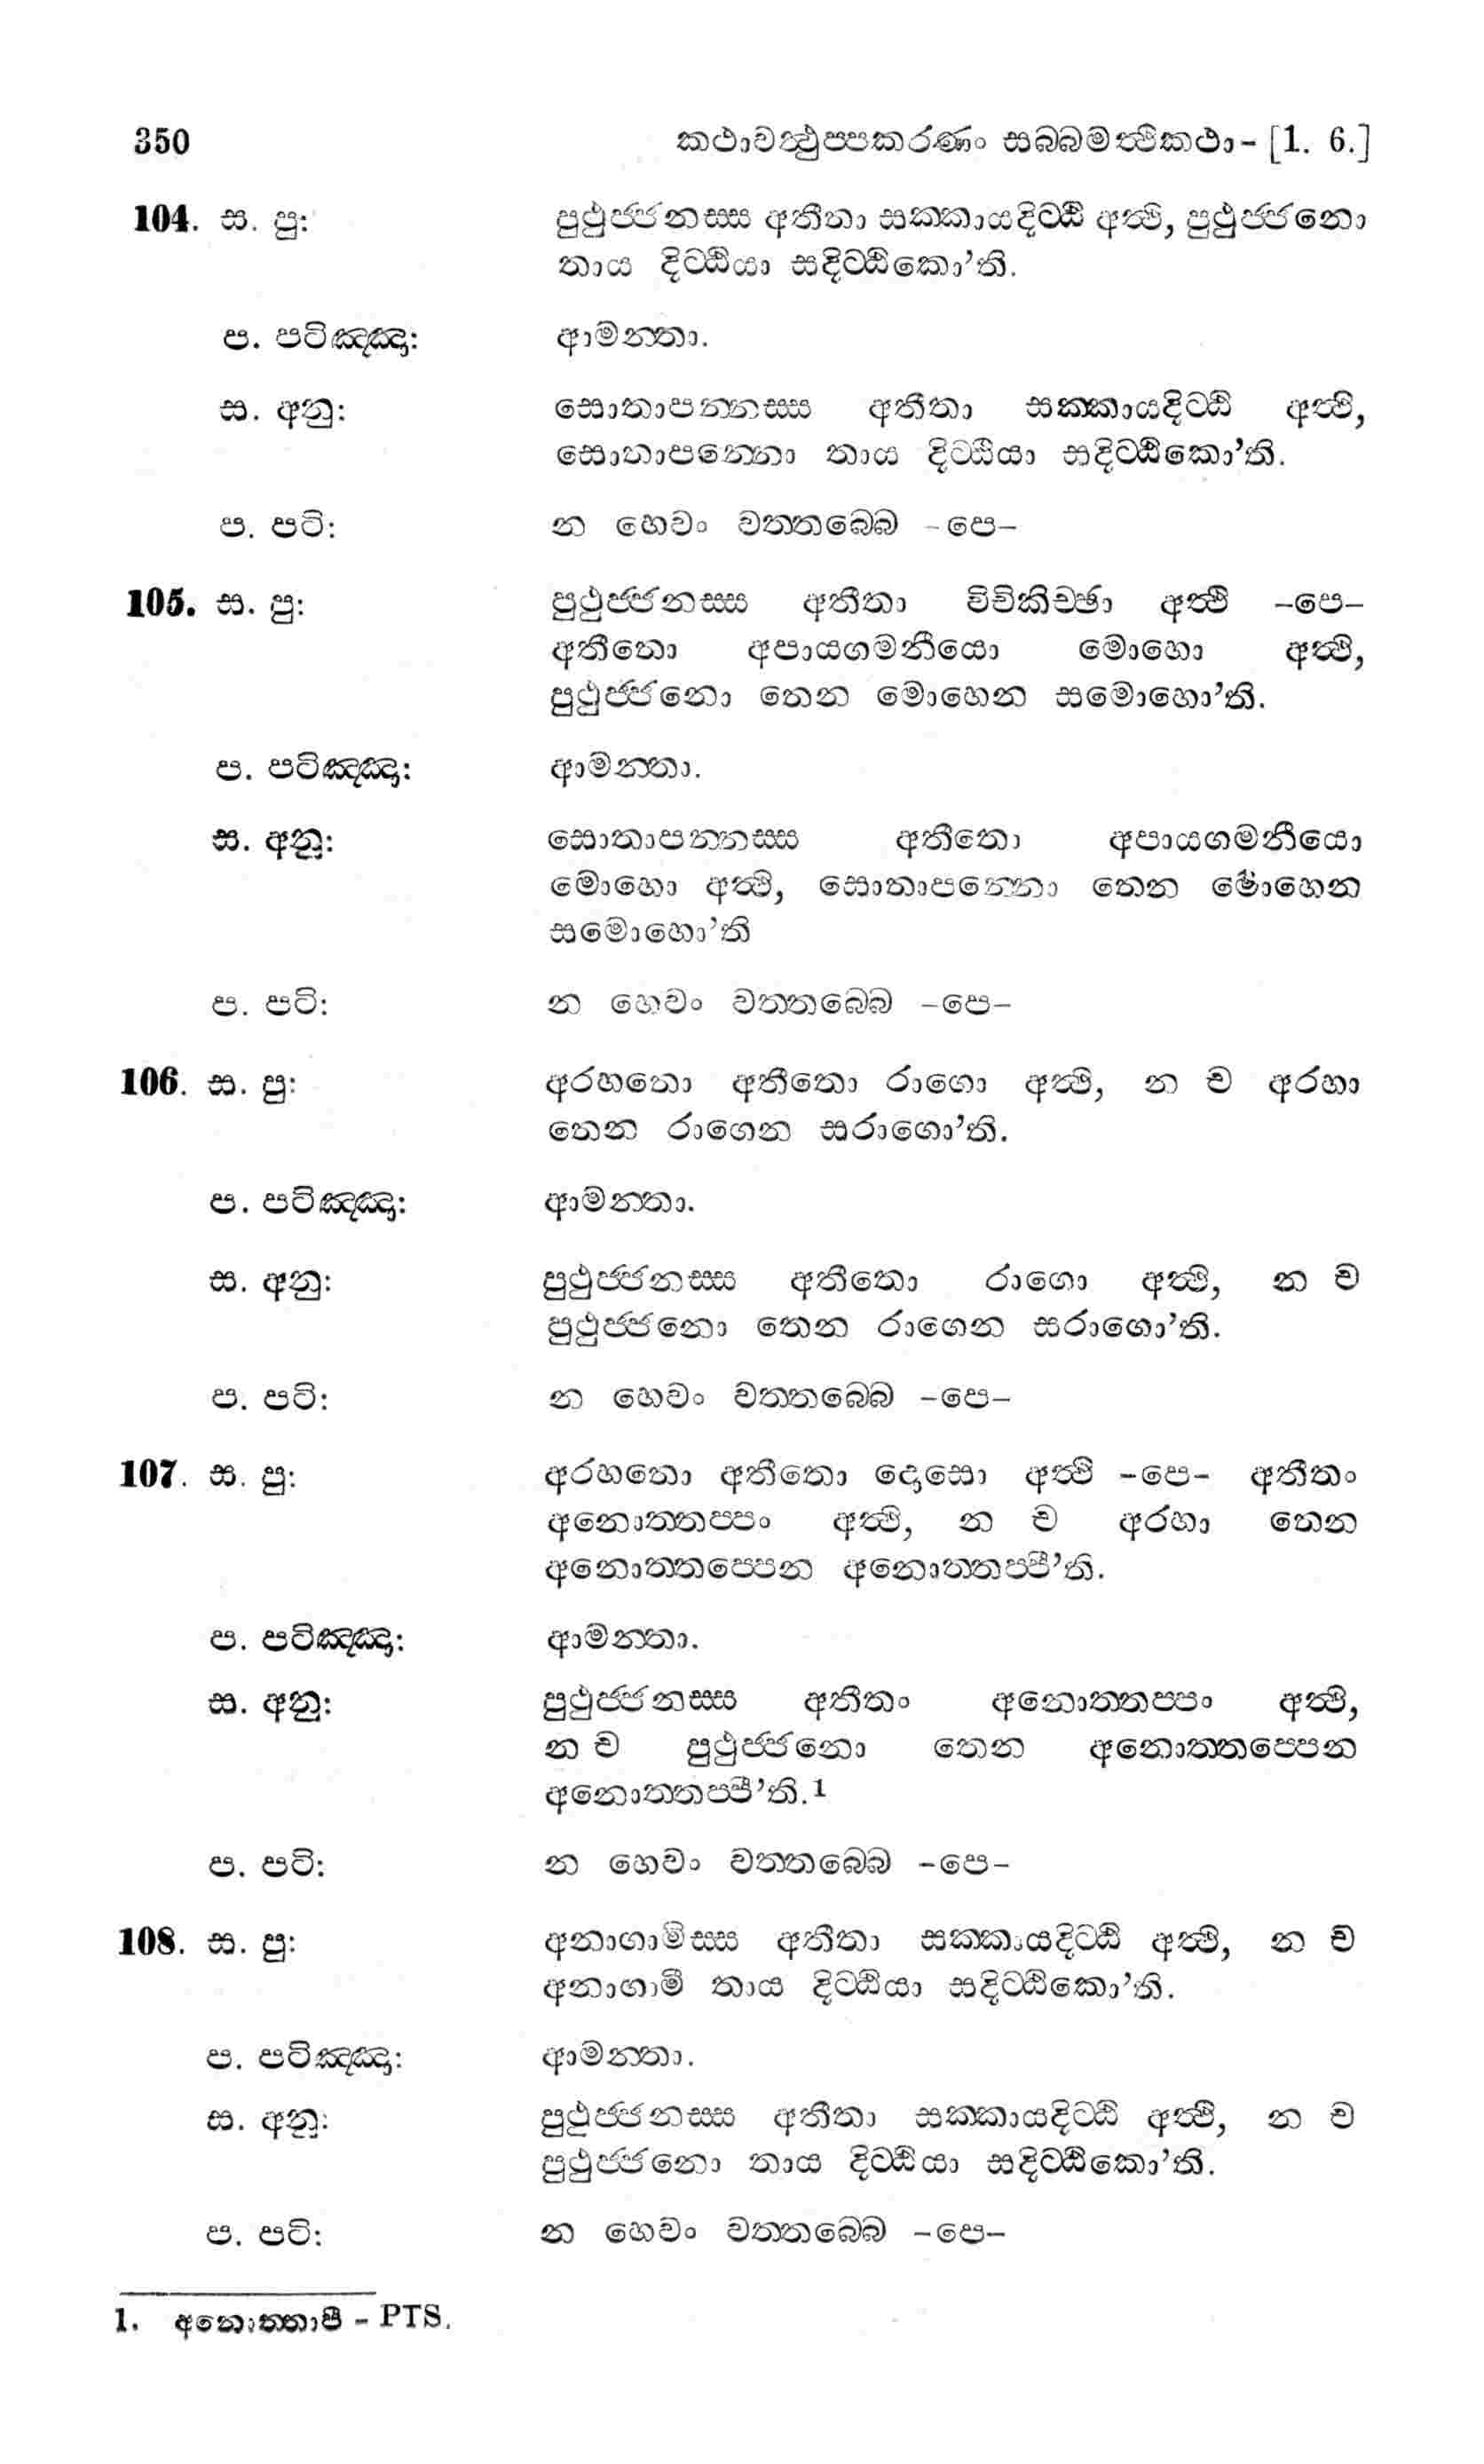 350 කථාවත්ථුප්පකරණං සබ්බමත්ථිකථා- [1. 6.]
104. ස. පු: පුථුජ්ජනස්ස අතීතා සක්කායදිට්ඨි අත්ථි, පුථුජ්ජනො
තාය දිට්ඨියා සදිට්ඨිකො’ති.
ප. පටිඤ්ඤා: ආමන්තා.
ස. අනු: සොතාපන්නස්ස අතීතා සක්කායදිට්ඨි අත්ථි,
සොතාපන්නො තාය දිට්ඨියා සදිට්ඨිකො’ති.
ප. පටි: න හෙවං වත්තබ්බෙ -පෙ-
105. ස. පු: පුථුජ්ජනස්ස අතීතා විචිකිච්ඡා අත්ථි -පෙ-
අතීතො අපායගමනීයො මොහො අත්ථි,
පුථුජ්ජනො තෙන මොහෙන සමොහො’ති.
ප. පටිඤ්ඤා: ආමන්තා.
ස. අනු: සොතාපන්නස්ස අතීතො අපායගමනීයො
මොහො අත්ථි, සොතාපන්නො තෙන මොහෙන
සමොහො’ති
ප. පටි: න හෙවං වත්තබ්බෙ -පෙ-
106. ස. පු: අරහතො අතීතො රාගො අත්ථි, න ච අරහා
තෙන රාගෙන සරාගො’ති.
ප. පටිඤ්ඤා: ආමන්තා.
ස. අනු: පුථුජ්ජනස්ස අතීතො රාගො අත්ථි, න ච
පුථුජ්ජනො තෙන රාගෙන සරාගො’ති.
ප. පටි: න හෙවං වත්තබ්බෙ -පෙ-
107. ස. පු: අරහතො අතීතො දොසො අත්ථි -පෙ- අතීතං
අනොත්තප්පං අත්ථි, න ච අරහා තෙන
අනොත්තප්පෙන අනොත්තප්පී’ති.
ප. පටිඤ්ඤා: ආමන්තා.
ස. අනු: පුථුජ්ජනස්ස අතීතං අනොත්තප්පං අත්ථි,
න ච පුථුජ්ජනො තෙන අනොත්තප්පෙන
අනොත්තප්පී’ති.1
ප. පටි: න හෙවං වත්තබ්බෙ -පෙ-
108. ස. පු: අනාගාමිස්ස අතීතා සක්කායදිට්ඨි අත්ථි, න ච
අනාගාමී තාය දිට්ඨියා සදිට්ඨිකො’ති.
ප. පටිඤ්ඤා: ආමන්තා.
ස. අනු: පුථුජ්ජනස්ස අතීතා සක්කායදිට්ඨි අත්ථි, න ච
පුථුජ්ජනො තාය දිට්ඨියා සදිට්ඨිකො’ති.
ප. පටි: න හෙවං වත්තබ්බෙ -පෙ-
1. අනොත්තාපී - PTS.